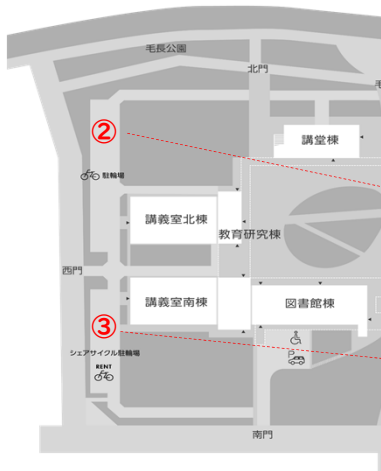 毛長公園
北門
毛
②
講堂棟
駐輪場
講義室北棟
教育研究棟
西門
講義室南棟
図書館棟
③
シェアサイクル駐輪場
RENT
P
南門